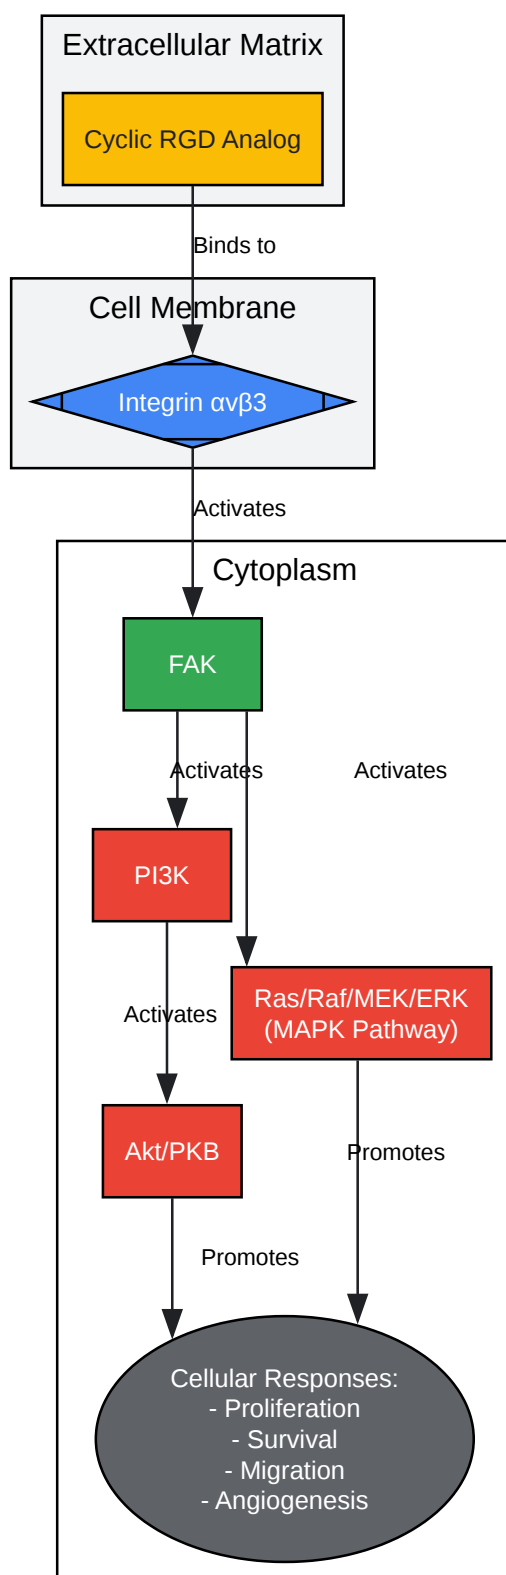 Extracellular Matrix
Cyclic RGD Analog
Binds to
Cell Membrane
Integrin αvβ3
Activates
Cytoplasm
FAK
Activates
Activates
PI3K
Ras/Raf/MEK/ERK
(MAPK Pathway)
Activates
Akt/PKB
Promotes
Promotes
Cellular Responses:
- Proliferation
- Survival
- Migration
- Angiogenesis